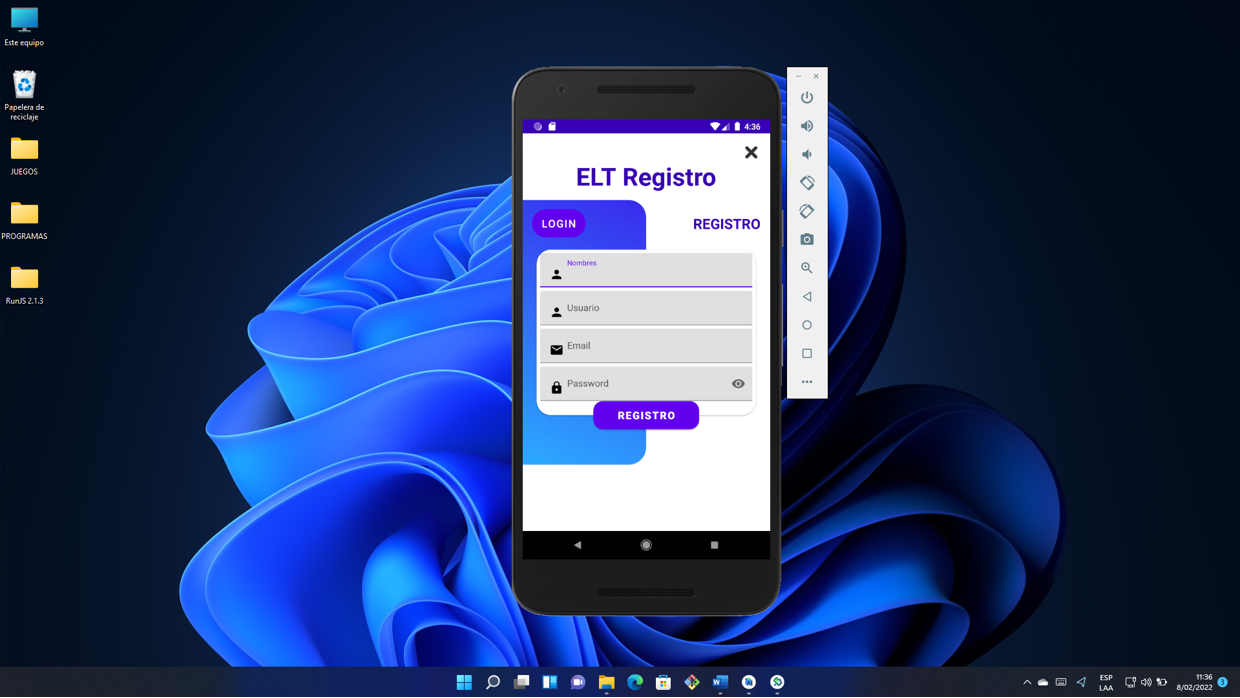 Este equipo
Papelera de
reciclaje
JUEGOS
PROGRAMAS
RunJS 2.1.3
4:36
ELT Registro
LOGIN
REGISTRO
Nombres
Usuario
Email
Password
REGISTRO
ESP
LAA
11:36
8/02/2022
3